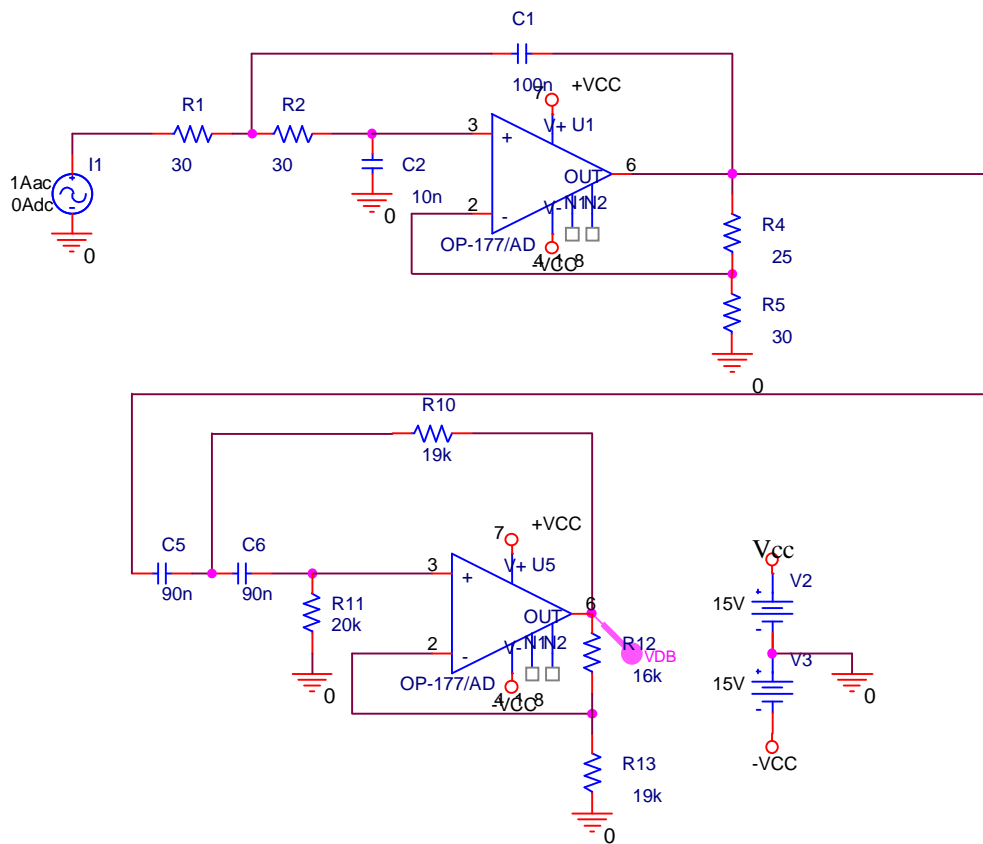 C1
100n
7
+VCC
R1
R2
V+ U1
30
30
3
+
C2
10n
I1
1Aac
+
0Adc
-
0
0
OUT
6
2
-
V-
N1
N2
OP-177/AD
4
1
8
-VCC
R4
25
R5
30
0
R10
19k
7
+VCC
C5
C6
90n
90n
3
+
V+ U5
R11
20k
OUT
6
2
-
V-
N1
N2
OP-177/AD
4
1
8
-VCC
0
R12
16k
VDB
R13
19k
0
Vcc
V2
+
15V
-
V3
+
15V
-
0
-VCC